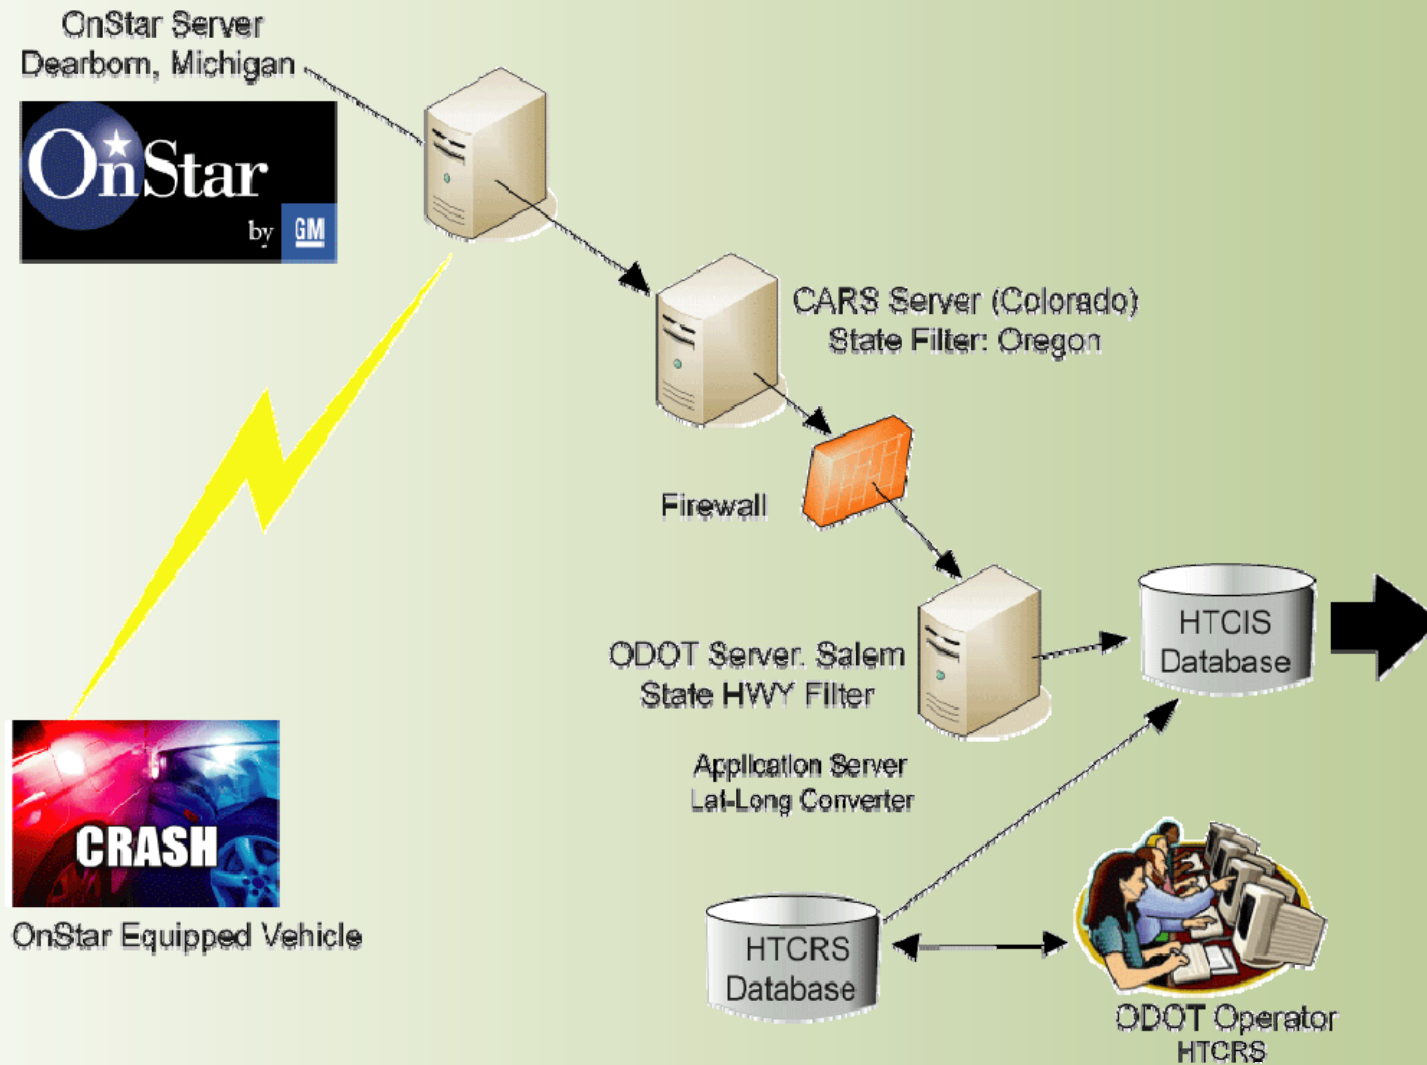 OnStar Server
Dearborn, Michigan
OnStar
by GM
CARS Server (Colorado)
State Filter: Oregon
Firewall
ODOT Server. Salem
State HWY Filter
HTCIS
Database
Application Server
Lat-Long Converter
CRASH
OnStar Equipped Vehicle
HTCRS
Database
ODOT Operator
HTCRS